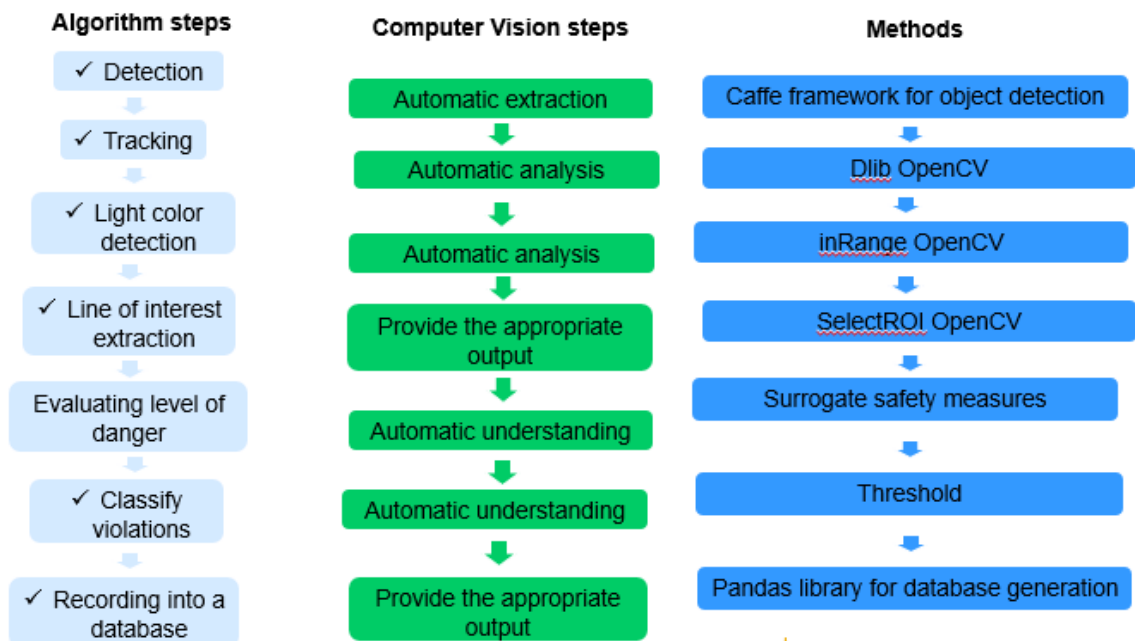 Algorithm steps
✓ Detection
✓ Tracking
✓ Light color
detection
✓ Line of interest
extraction
Evaluating level of
danger
✓ Classify
violations
✓ Recording into a
database
Computer Vision steps
Automatic extraction
Automatic analysis
Automatic analysis
Provide the appropriate
output
Automatic understanding
Automatic understanding
Provide the appropriate
output
Methods
Caffe framework for object detection
Dlib OpenCV
inRange OpenCV
SelectROI OpenCV
Surrogate safety measures
Threshold
Pandas library for database generation